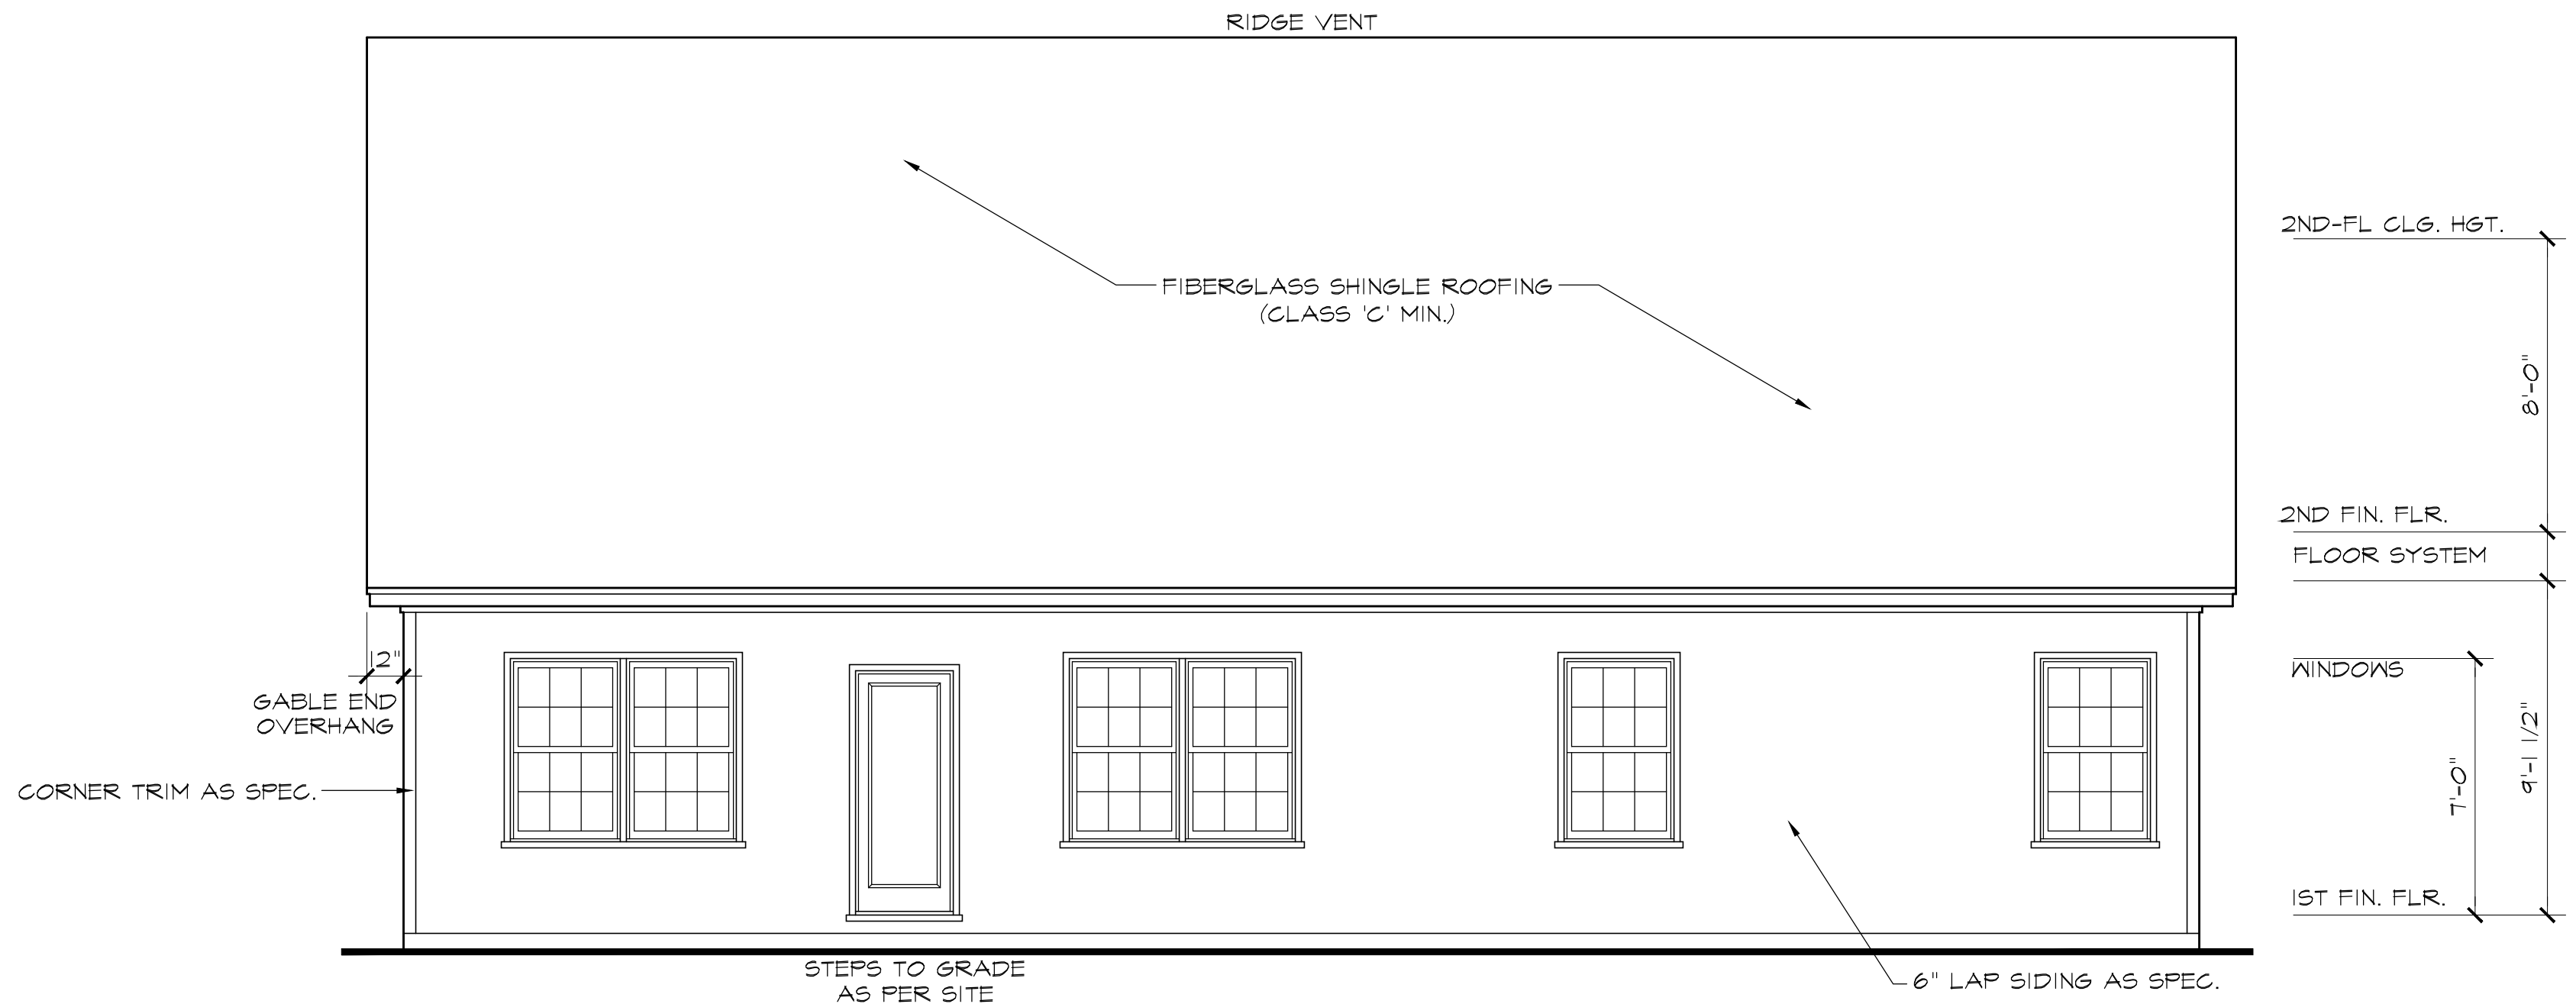 RIDGE VENT
2ND-FL CLG. HGT.
FIBERGLASS SHINGLE ROOFING
(CLASS 'C' MIN.)
8'-0"
2ND FIN. FLR.
FLOOR SYSTEM
12"
GABLE END
OVERHANG
WINDOWS
CORNER TRIM AS SPEC.
7'-0"
9'-1 1/2"
1ST FIN. FLR.
STEPS TO GRADE
AS PER SITE
6" LAP SIDING AS SPEC.